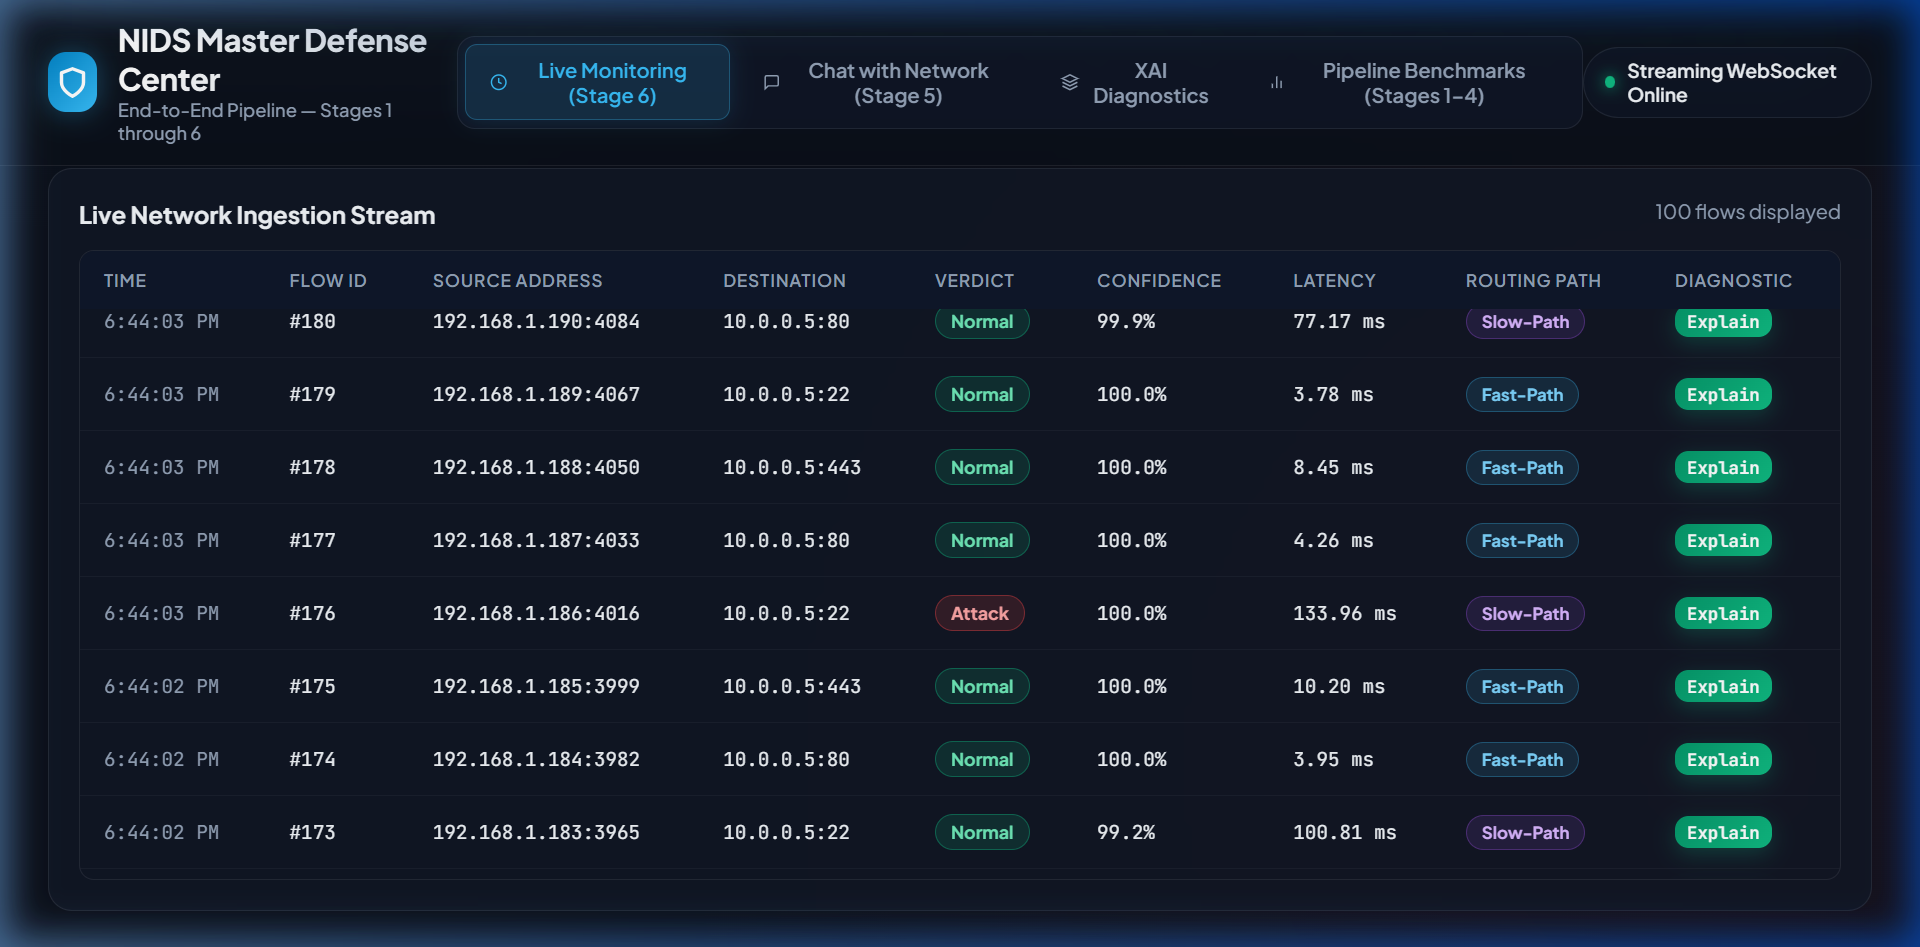 NIDS Master Defense
Center
End-to-End Pipeline — Stages 1
through 6
Live Monitoring
(Stage 6)
Chat with Network
(Stage 5)
XAI
Diagnostics
Pipeline Benchmarks
(Stages 1–4)
Streaming WebSocket
Online
Live Network Ingestion Stream
100 flows displayed
TIME FLOW ID SOURCE ADDRESS DESTINATION VERDICT CONFIDENCE LATENCY ROUTING PATH DIAGNOSTIC
6:44:03 PM #180 192.168.1.190:4084 10.0.0.5:80 Normal 99.9% 77.17 ms Slow-Path Explain
6:44:03 PM #179 192.168.1.189:4067 10.0.0.5:22 Normal 100.0% 3.78 ms Fast-Path Explain
6:44:03 PM #178 192.168.1.188:4050 10.0.0.5:443 Normal 100.0% 8.45 ms Fast-Path Explain
6:44:03 PM #177 192.168.1.187:4033 10.0.0.5:80 Normal 100.0% 4.26 ms Fast-Path Explain
6:44:03 PM #176 192.168.1.186:4016 10.0.0.5:22 Attack 100.0% 133.96 ms Slow-Path Explain
6:44:02 PM #175 192.168.1.185:3999 10.0.0.5:443 Normal 100.0% 10.20 ms Fast-Path Explain
6:44:02 PM #174 192.168.1.184:3982 10.0.0.5:80 Normal 100.0% 3.95 ms Fast-Path Explain
6:44:02 PM #173 192.168.1.183:3965 10.0.0.5:22 Normal 99.2% 100.81 ms Slow-Path Explain